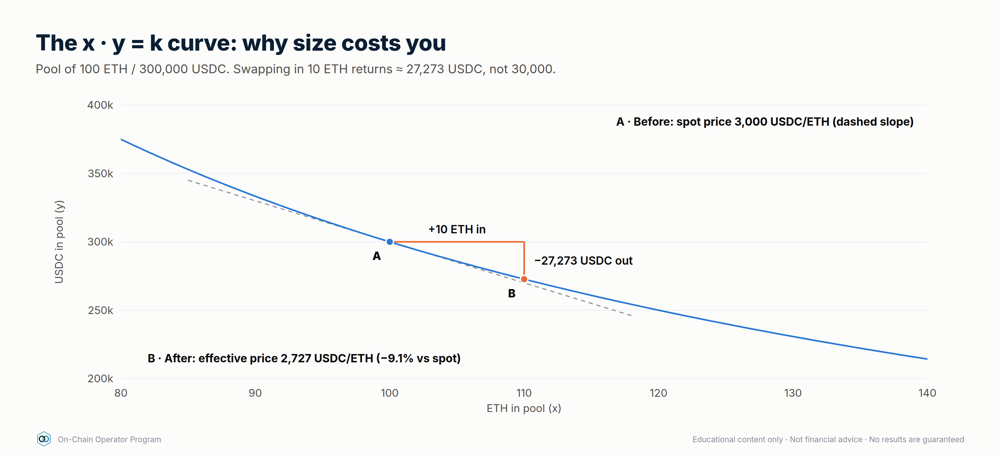 The x · y = k curve: why size costs you
Pool of 100 ETH / 300,000 USDC. Swapping in 10 ETH returns ≈ 27,273 USDC, not 30,000.
400k
A · Before: spot price 3,000 USDC/ETH (dashed slope)
350k
USDC in pool (y)
+10 ETH in
300k
A
−27,273 USDC out
B
250k
B · After: effective price 2,727 USDC/ETH (−9.1% vs spot)
200k
80 90 100 110 120 130 140
ETH in pool (x)
On-Chain Operator Program
Educational content only · Not financial advice · No results are guaranteed